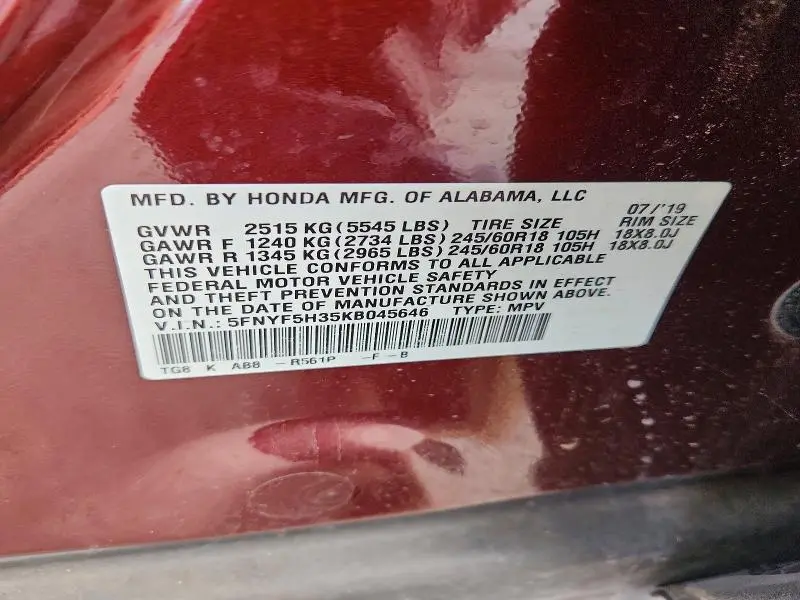 MFD. BY HONDA MFG. OF ALABAMA, LLC 07/'19
GVWR 2515 KG (5545 LBS) TIRE SIZE RIM SIZE
GAWR F 1240 KG (2734 LBS) 245/60R18 105H 18X8.0J
GAWR R 1345 KG (2965 LBS) 245/60R18 105H 18X8.0J
THIS VEHICLE CONFORMS TO ALL APPLICABLE
FEDERAL MOTOR VEHICLE SAFETY
AND THEFT PREVENTION STANDARDS IN EFFECT
ON THE DATE OF MANUFACTURE SHOWN ABOVE.
V.I.N.: 5FNYF5H35KB045646 TYPE: MPV
TG8 K AB8 -R561P -F-B